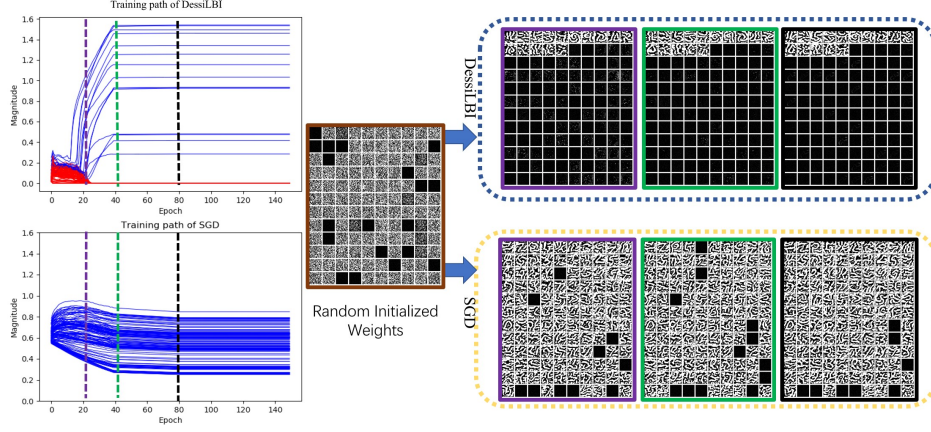 Training path of DessiLBI
1.6
1.4
1.2
1.0
0.8
0.6
0.4
0.2
0.0
Magnitude
0 20 40 60 80 100 120 140
Epoch
Training path of SGD
1.6
1.4
1.2
1.0
0.8
0.6
0.4
0.2
0.0
Magnitude
0 20 40 60 80 100 120 140
Epoch
Random Initialized
Weights
DessiLBI
SGD